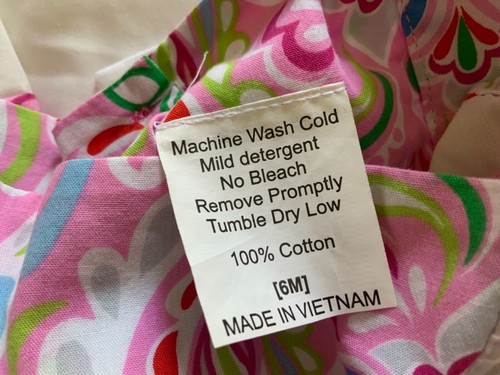 Machine Wash Cold
Mild detergent
No Bleach
Remove Promptly
Tumble Dry Low
100% Cotton
[6M]
MADE IN VIETNAM